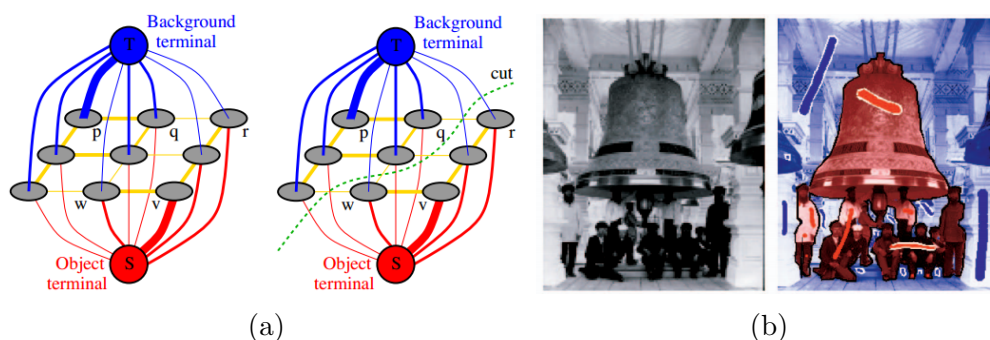 Background
terminal
T
p
q
r
w
v
S
Object
terminal
Background
terminal
T
cut
p
q
r
w
v
S
Object
terminal
(a)
(b)